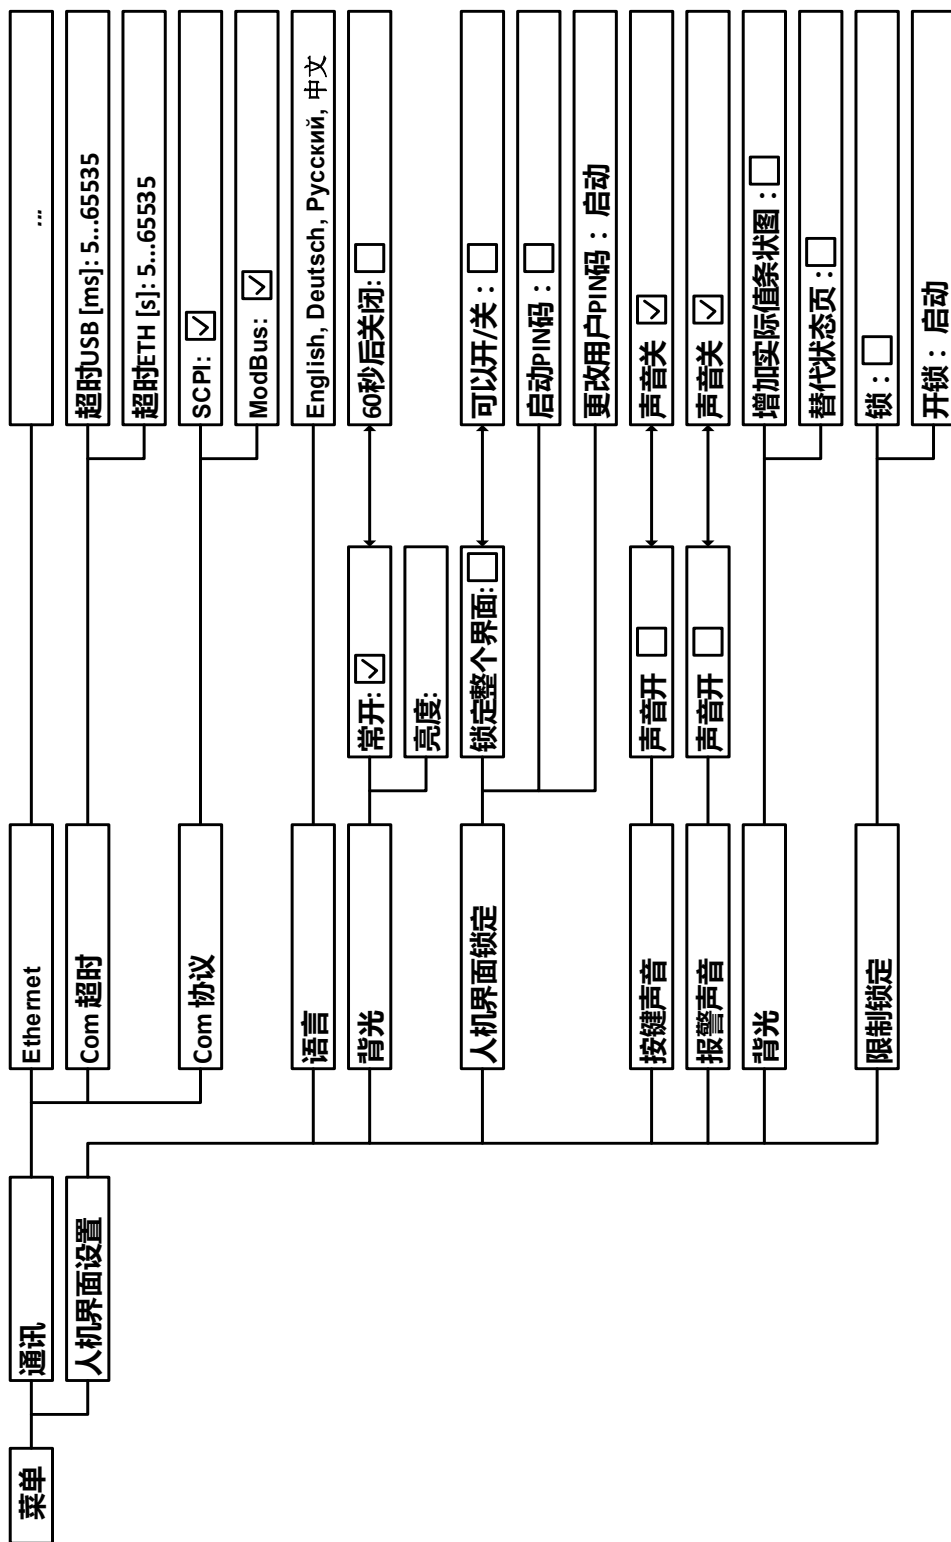 菜单
通讯
人机界面设置
Ethernet
Com 超时
Com 协议
语言
背光
人机界面锁定
按键声音
报警声音
背光
限制锁定
常开:
亮度:
锁定整个界面:
声音开
声音开
...
超时USB [ms]: 5...65535
超时ETH [s]: 5...65535
SCPI:
ModBus:
English, Deutsch, Русский, 中文
60秒后关闭:
可以开/关：
启动PIN码：
更改用户PIN码：启动
声音关
声音关
增加实际值条状图：
替代状态页：
锁：
开锁：启动